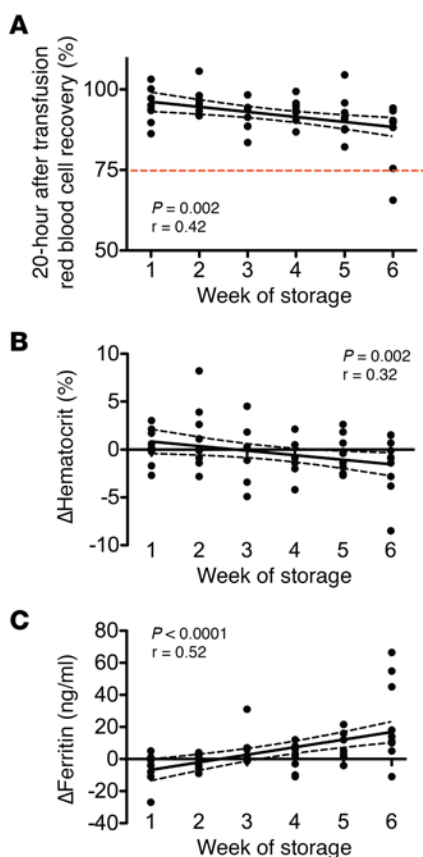 A
20-hour after transfusion
red blood cell recovery (%)
100
75
50
P = 0.002
r = 0.42
1 2 3 4 5 6
Week of storage
B
ΔHematocrit (%)
10
5
0
-5
-10
P = 0.002
r = 0.32
1 2 3 4 5 6
Week of storage
C
ΔFerritin (ng/ml)
80
60
40
20
0
-20
-40
P < 0.0001
r = 0.52
1 2 3 4 5 6
Week of storage